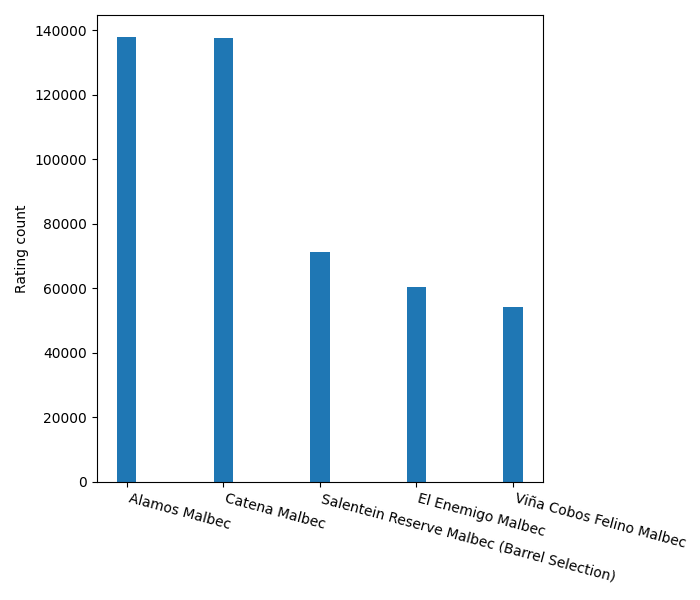 140000
120000
100000
80000
60000
40000
20000
0
Rating count
Alamos Malbec
Catena Malbec
Salentein Reserve Malbec (Barrel Selection)
El Enemigo Malbec
Viña Cobos Felino Malbec